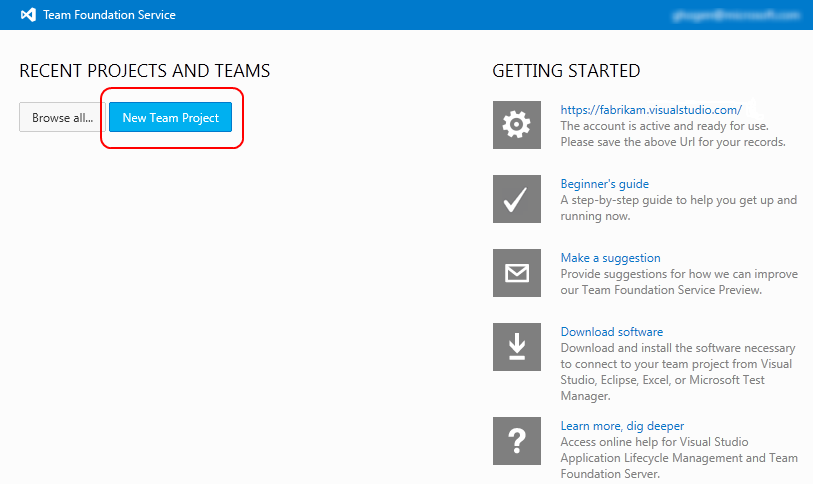 Team Foundation Service
RECENT PROJECTS AND TEAMS
Browse all...
New Team Project
GETTING STARTED
https://fabrikam.visualstudio.com/
The account is active and ready for use.
Please save the above Url for your records.
Beginner's guide
A step-by-step guide to help you get up and
running now.
Make a suggestion
Provide suggestions for how we can improve
our Team Foundation Service Preview.
Download software
Download and install the software necessary
to connect to your team project from Visual
Studio, Eclipse, Excel, or Microsoft Test
Manager.
Learn more, dig deeper
Access online help for Visual Studio
Application Lifecycle Management and Team
Foundation Server.